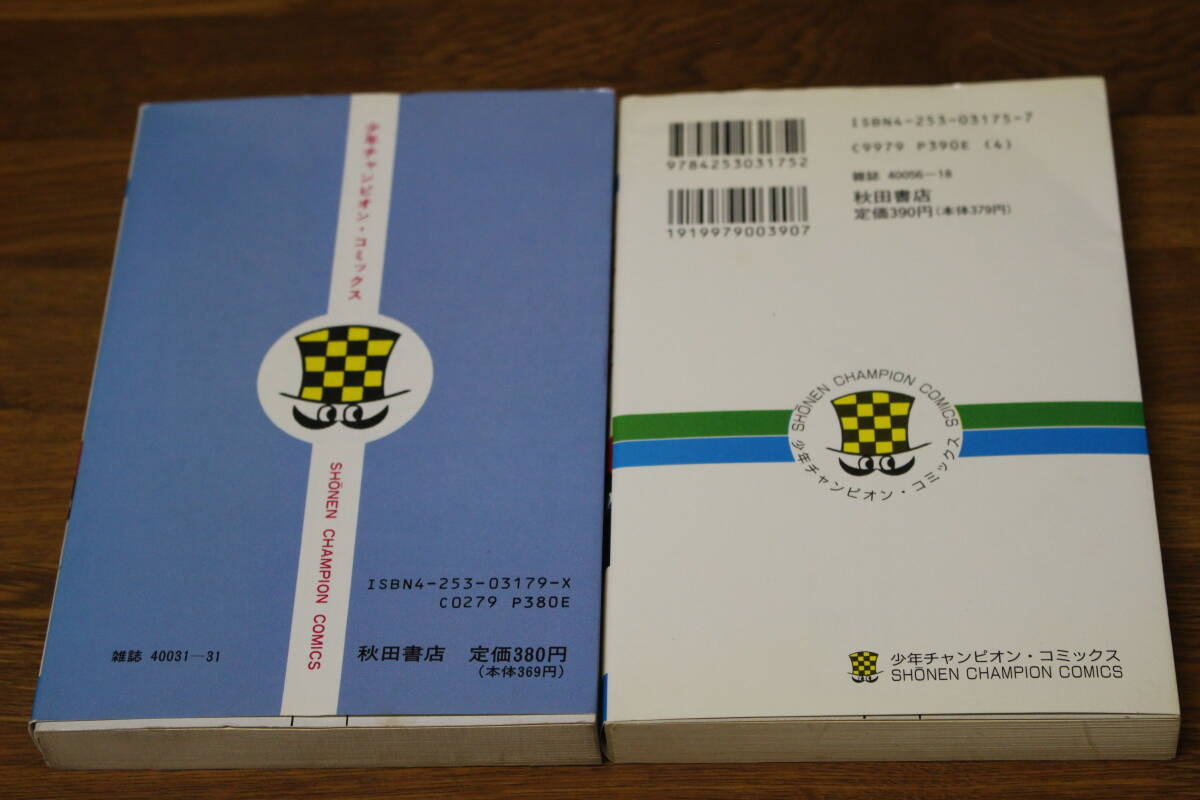 少年チャンピオン・コミックス
SHŌNEN CHAMPION COMICS
ISBN4-253-03179-X
C0279 P380E
雑誌 40031-31
秋田書店 定価380円
(本体369円)
ISBN4-253-03175-7
C9979 P390E (4)
9784253031752
雑誌 40056-18
秋田書店
定価390円(本体379円)
1919979003907
SHŌNEN CHAMPION COMICS
少年チャンピオン・コミックス
少年チャンピオン・コミックス
SHŌNEN CHAMPION COMICS